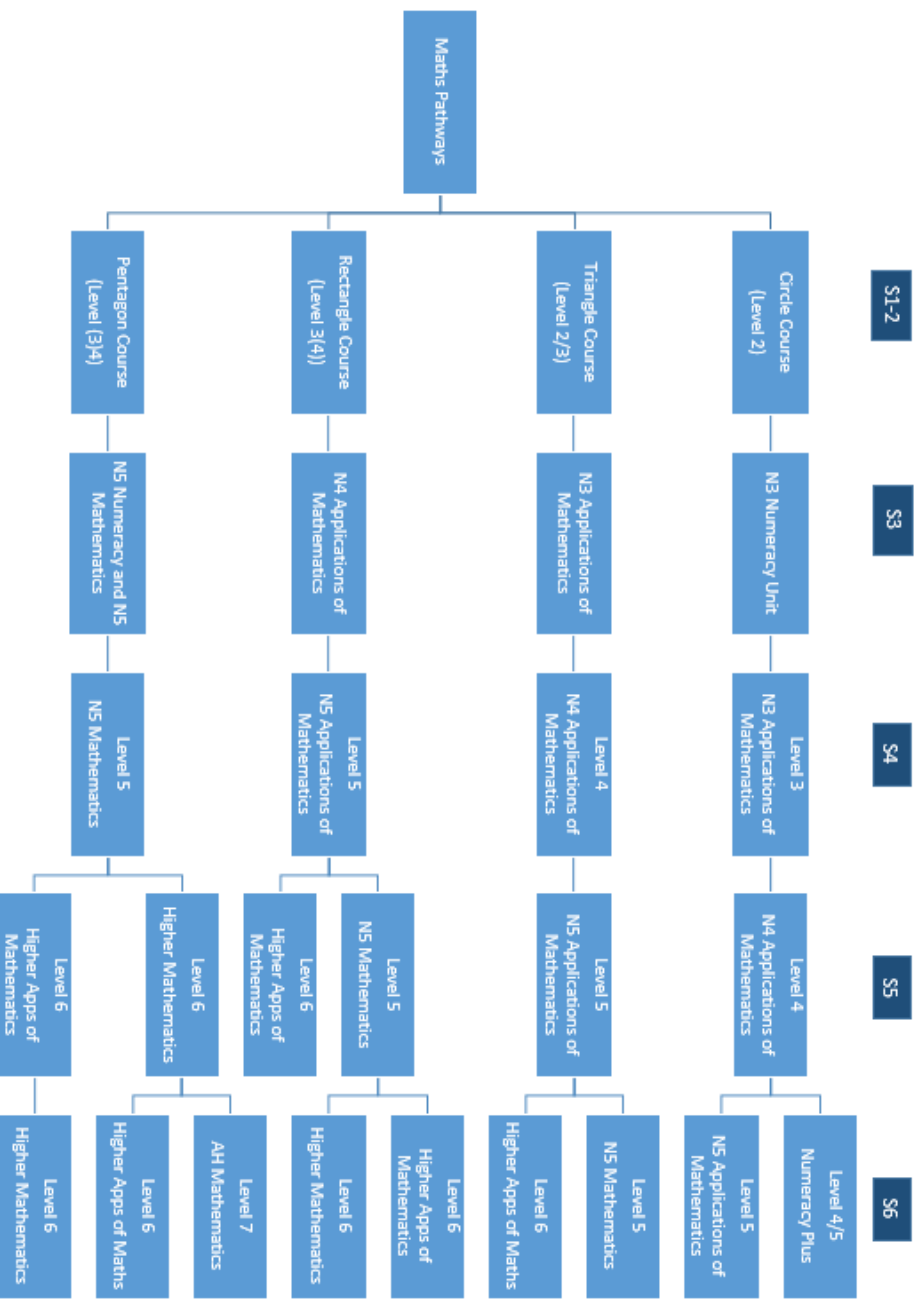 S1-2
S3
S4
S5
S6
Maths Pathways
Circle Course
(Level 2)
N3 Numeracy Unit
Level 3
N3 Applications of
Mathematics
Level 4
N4 Applications of
Mathematics
Level 4/5
Numeracy Plus
Level 5
N5 Applications of
Mathematics
Triangle Course
(Level 2/3)
N3 Applications of
Mathematics
Level 4
N4 Applications of
Mathematics
Level 5
N5 Applications of
Mathematics
Level 5
N5 Mathematics
Level 6
Higher Apps of Maths
Rectangle Course
(Level 3(4))
N4 Applications of
Mathematics
Level 5
N5 Applications of
Mathematics
Level 5
N5 Mathematics
Level 6
Higher Apps of
Mathematics
Level 6
Higher Mathematics
Level 6
Higher Apps of
Mathematics
Pentagon Course
(Level (3)4)
N5 Numeracy and N5
Mathematics
Level 5
N5 Mathematics
Level 6
Higher Mathematics
Level 7
AH Mathematics
Level 6
Higher Apps of Maths
Level 6
Higher Apps of
Mathematics
Level 6
Higher Mathematics